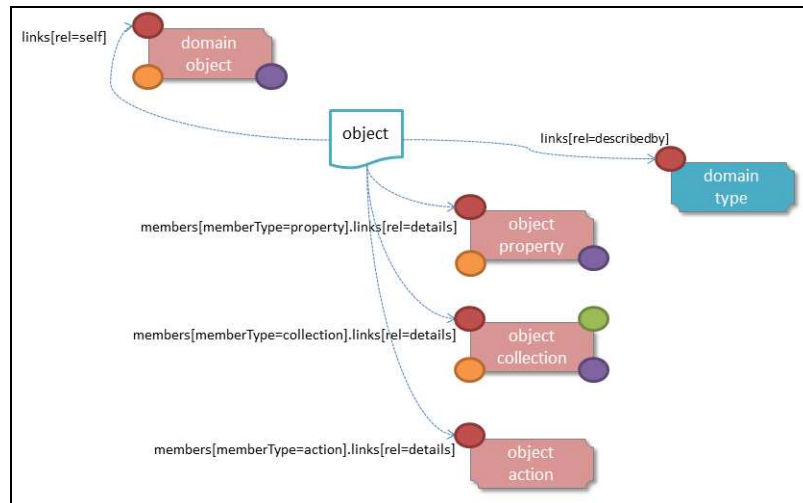 links[rel=self]
domain
object
object
links[rel=describedby]
domain
type
members[memberType=property].links[rel=details]
object
property
members[memberType=collection].links[rel=details]
object
collection
members[memberType=action].links[rel=details]
object
action